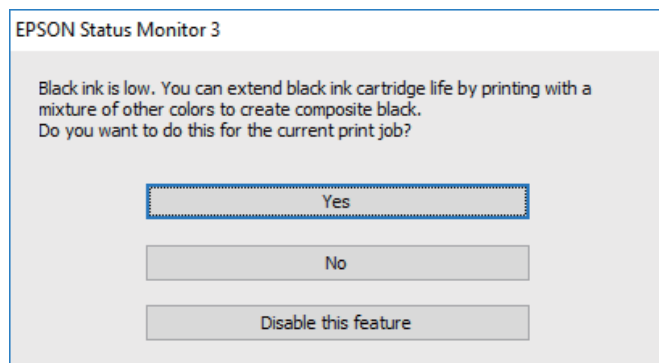 EPSON Status Monitor 3
Black ink is low. You can extend black ink cartridge life by printing with a
mixture of other colors to create composite black.
Do you want to do this for the current print job?
Yes
No
Disable this feature